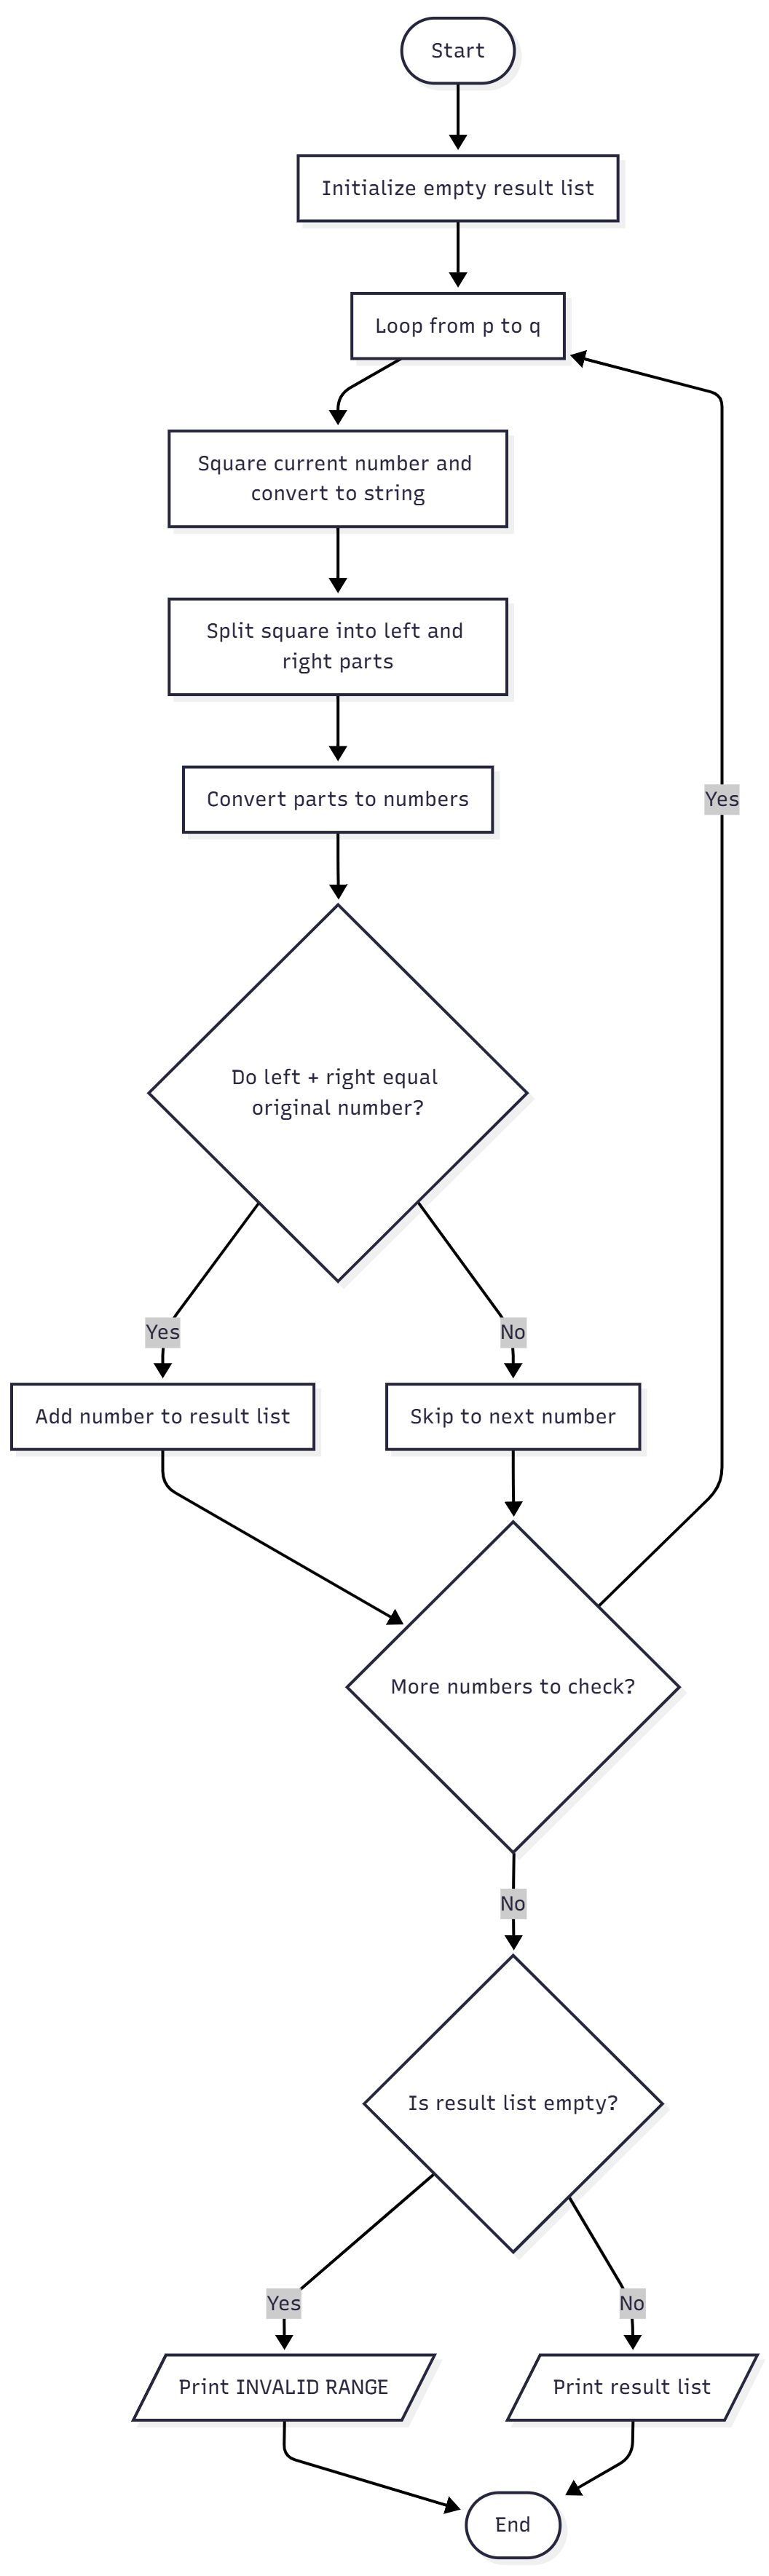 Start
Initialize empty result list
Loop from p to q
Square current number and
convert to string
Split square into left and
right parts
Convert parts to numbers
Yes
Do left + right equal
original number?
Yes
No
Add number to result list
Skip to next number
More numbers to check?
No
Is result list empty?
Yes
No
Print INVALID RANGE
Print result list
End